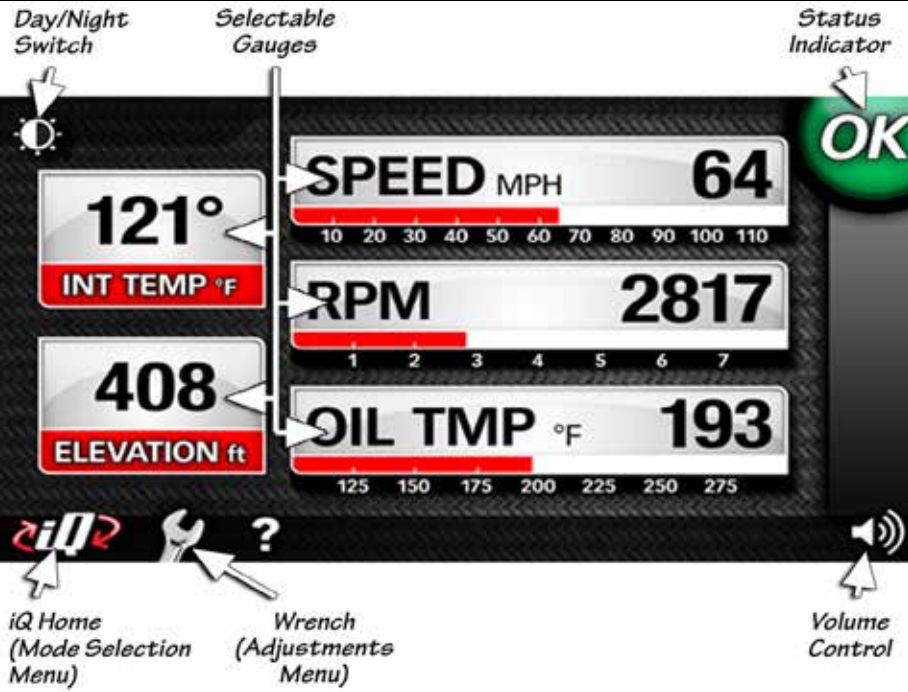 Day/Night
Switch
Selectable
Gauges
Status
Indicator
OK
121°
INT TEMP °F
408
ELEVATION ft
SPEED MPH 64
10 20 30 40 50 60 70 80 90 100 110
RPM 2817
1 2 3 4 5 6 7
OIL TMP °F 193
125 150 175 200 225 250 275
iQ
?
iQ Home
(Mode Selection
Menu)
Wrench
(Adjustments
Menu)
Volume
Control